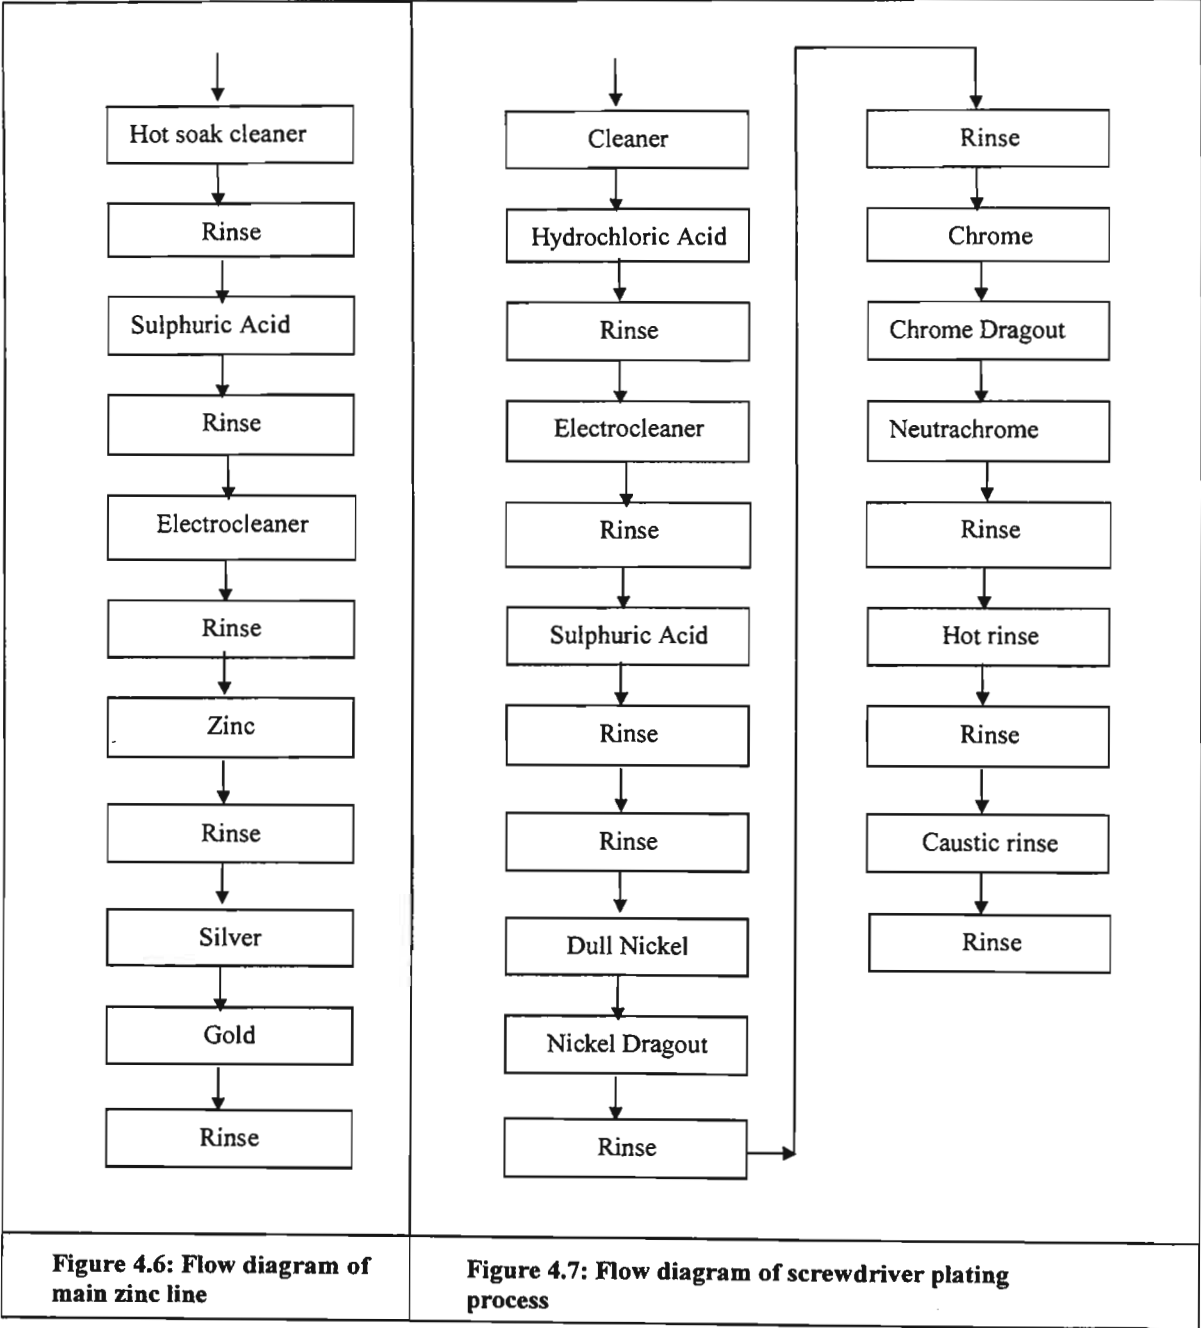 Hot soak cleaner
Rinse
Sulphuric Acid
Rinse
Electrocleaner
Rinse
Zinc
Rinse
Silver
Gold
Rinse
Figure 4.6: Flow diagram of
main zinc line
Cleaner
Hydrochloric Acid
Rinse
Electrocleaner
Rinse
Sulphuric Acid
Rinse
Rinse
Dull Nickel
Nickel Dragout
Rinse
Rinse
Chrome
Chrome Dragout
Neutrachrome
Rinse
Hot rinse
Rinse
Caustic rinse
Rinse
Figure 4.7: Flow diagram of screwdriver plating
process